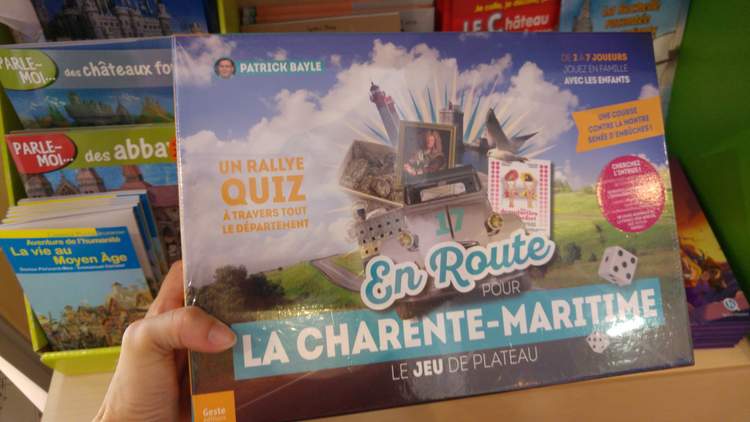 PATRICK BAYLE
DE 2 À 7 JOUEURS
JOUEZ EN FAMILLE
AVEC LES ENFANTS
UNE COURSE
CONTRE LA MONTRE
SEMÉE D'EMBÛCHES !
CHERCHEZ
L'INTRUS !
UN RALLYE
QUIZ
À TRAVERS TOUT
LE DÉPARTEMENT
17
En Route
POUR
LA CHARENTE-MARITIME
LE JEU DE PLATEAU
Geste
éditions
PARLE-
MOI...
des châteaux fo
PARLE-
MOI...
des abba
Aventure de l'humanité
La vie au
Moyen Âge
LE Château